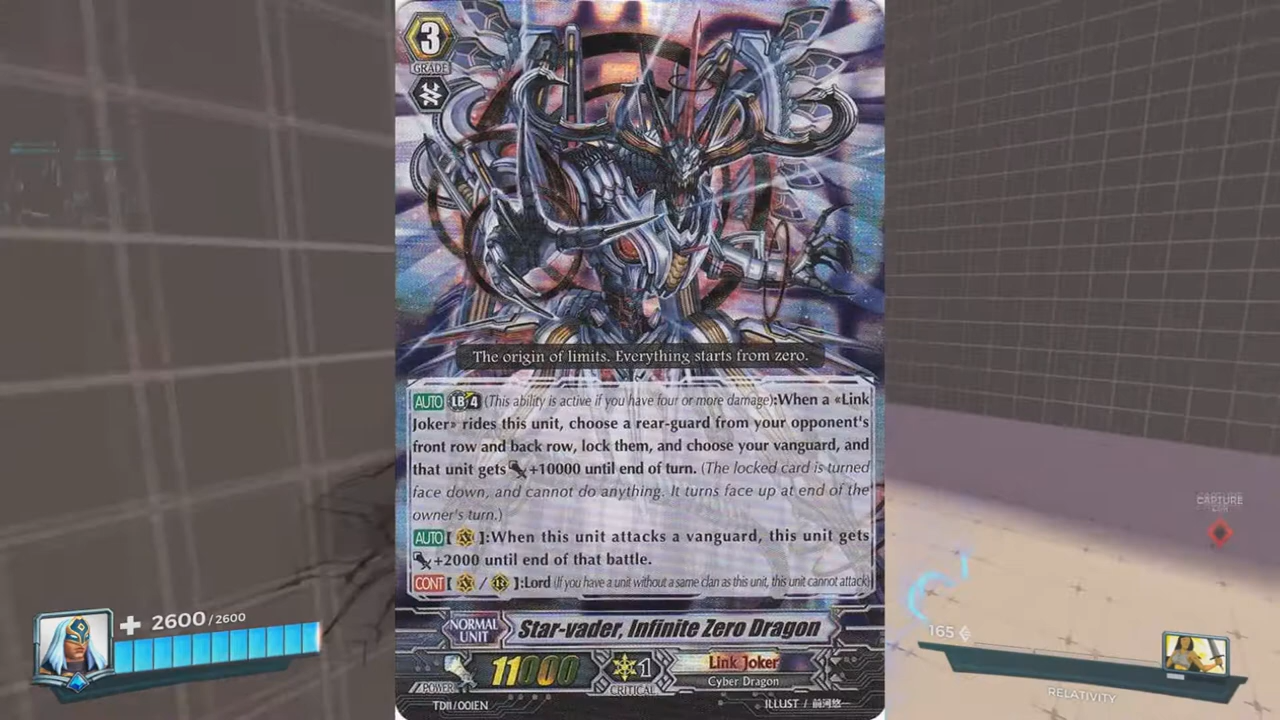 3
GRADE
The origin of limits. Everything starts from zero.
AUTO LB 4 (This ability is active if you have four or more damage):When a «Link
Joker» rides this unit, choose a rear-guard from your opponent's
front row and back row, lock them, and choose your vanguard, and
that unit gets +10000 until end of turn. (The locked card is turned
face down, and cannot do anything. It turns face up at end of the
owner's turn.)
AUTO [ V ]:When this unit attacks a vanguard, this unit gets
+2000 until end of that battle.
CONT [ V / R ]:Lord (If you have a unit without a same clan as this unit, this unit cannot attack)
NORMAL
UNIT
Star-vader, Infinite Zero Dragon
POWER
11000
1
CRITICAL
Link Joker
Cyber Dragon
TD11/001EN
ILLUST / 前河悠一
+ 2600/2600
CAPTURE
165
RELATIVITY